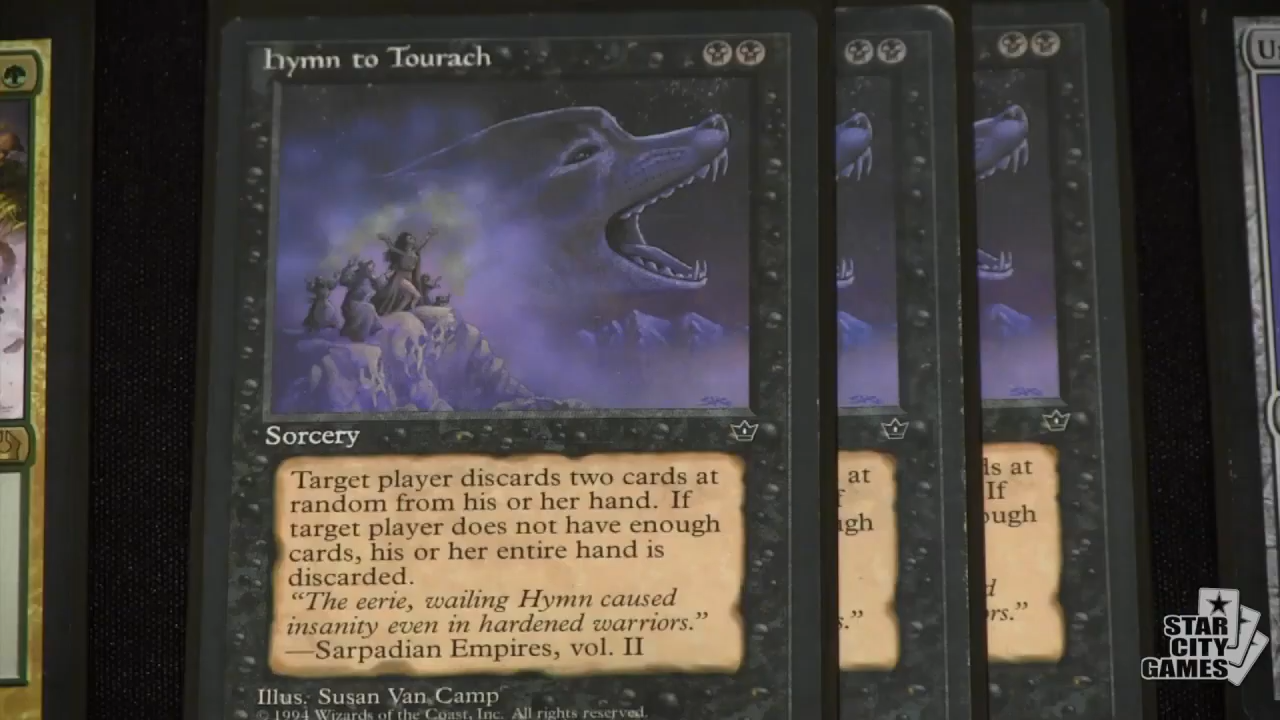 hymn to Tourach
Sorcery
Target player discards two cards at
random from his or her hand. If
target player does not have enough
cards, his or her entire hand is
discarded.
“The eerie, wailing Hymn caused
insanity even in hardened warriors.”
—Sarpadian Empires, vol. II
Illus. Susan Van Camp
© 1994 Wizards of the Coast, Inc. All rights reserved.
at
s.”
at
If
rs.”
STAR
CITY
GAMES